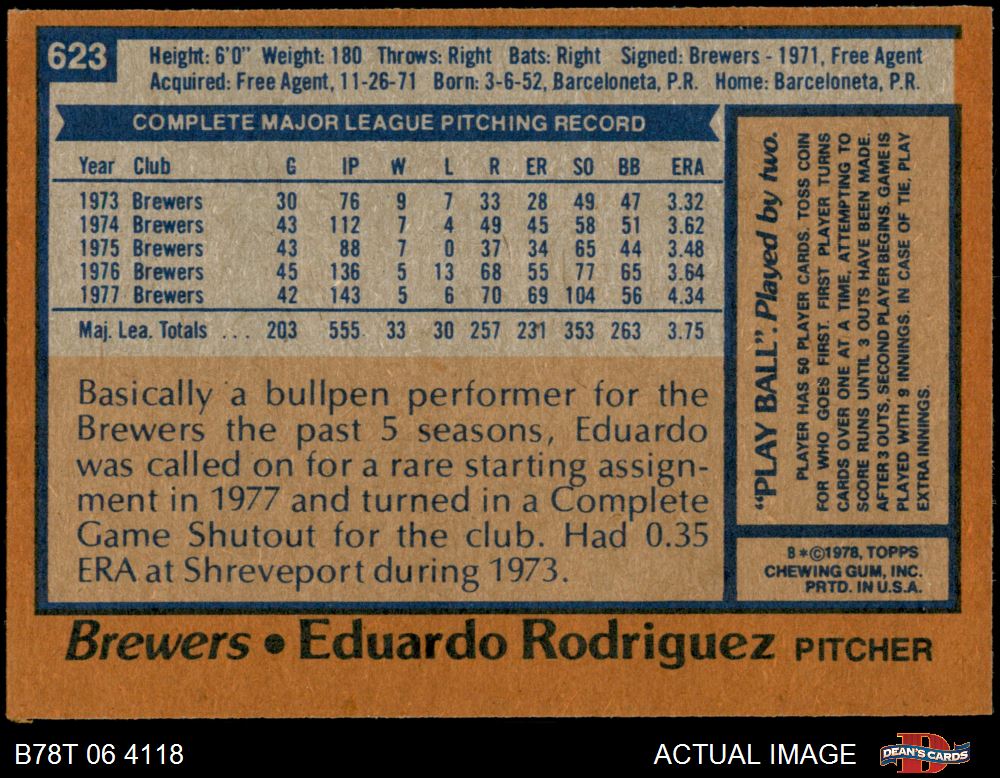 623
Height: 6'0" Weight: 180 Throws: Right Bats: Right Signed: Brewers - 1971, Free Agent
Acquired: Free Agent, 11-26-71 Born: 3-6-52, Barceloneta, P.R. Home: Barceloneta, P.R.
COMPLETE MAJOR LEAGUE PITCHING RECORD
Year Club G IP W L R ER SO BB ERA
1973 Brewers 30 76 9 7 33 28 49 47 3.32
1974 Brewers 43 112 7 4 49 45 58 51 3.62
1975 Brewers 43 88 7 0 37 34 65 44 3.48
1976 Brewers 45 136 5 13 68 55 77 65 3.64
1977 Brewers 42 143 5 6 70 69 104 56 4.34
Maj. Lea. Totals ... 203 555 33 30 257 231 353 263 3.75
Basically a bullpen performer for the
Brewers the past 5 seasons, Eduardo
was called on for a rare starting assign-
ment in 1977 and turned in a Complete
Game Shutout for the club. Had 0.35
ERA at Shreveport during 1973.
"PLAY BALL". Played by two.
PLAYER HAS 50 PLAYER CARDS. TOSS COIN
FOR WHO GOES FIRST. FIRST PLAYER TURNS
CARDS OVER ONE AT A TIME, ATTEMPTING TO
SCORE RUNS UNTIL 3 OUTS HAVE BEEN MADE.
AFTER 3 OUTS, SECOND PLAYER BEGINS. GAME IS
PLAYED WITH 9 INNINGS. IN CASE OF TIE, PLAY
EXTRA INNINGS.
8*©1978, TOPPS
CHEWING GUM, INC.
PRTD. IN U.S.A.
Brewers • Eduardo Rodriguez PITCHER
B78T 06 4118 ACTUAL IMAGE DEAN'S CARDS